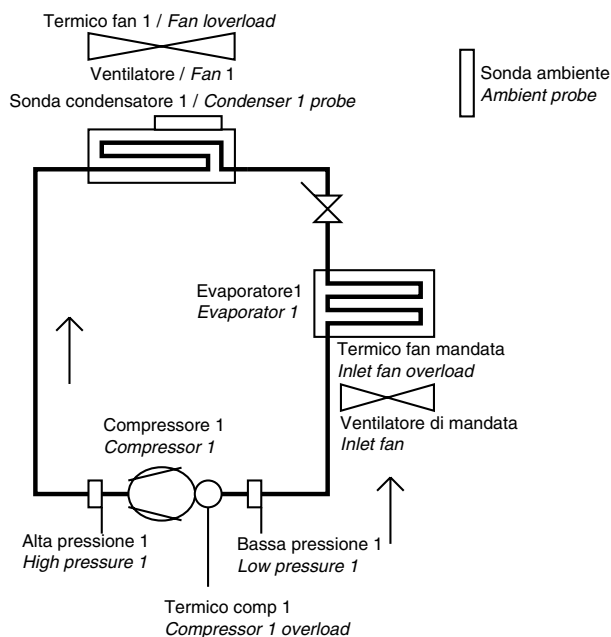 Termico fan 1 / Fan loverload
Ventilatore / Fan 1
Sonda condensatore 1 / Condenser 1 probe
Sonda ambiente
Ambient probe
Evaporatore1
Evaporator 1
Termico fan mandata
Inlet fan overload
Ventilatore di mandata
Inlet fan
Compressore 1
Compressor 1
Alta pressione 1
High pressure 1
Bassa pressione 1
Low pressure 1
Termico comp 1
Compressor 1 overload